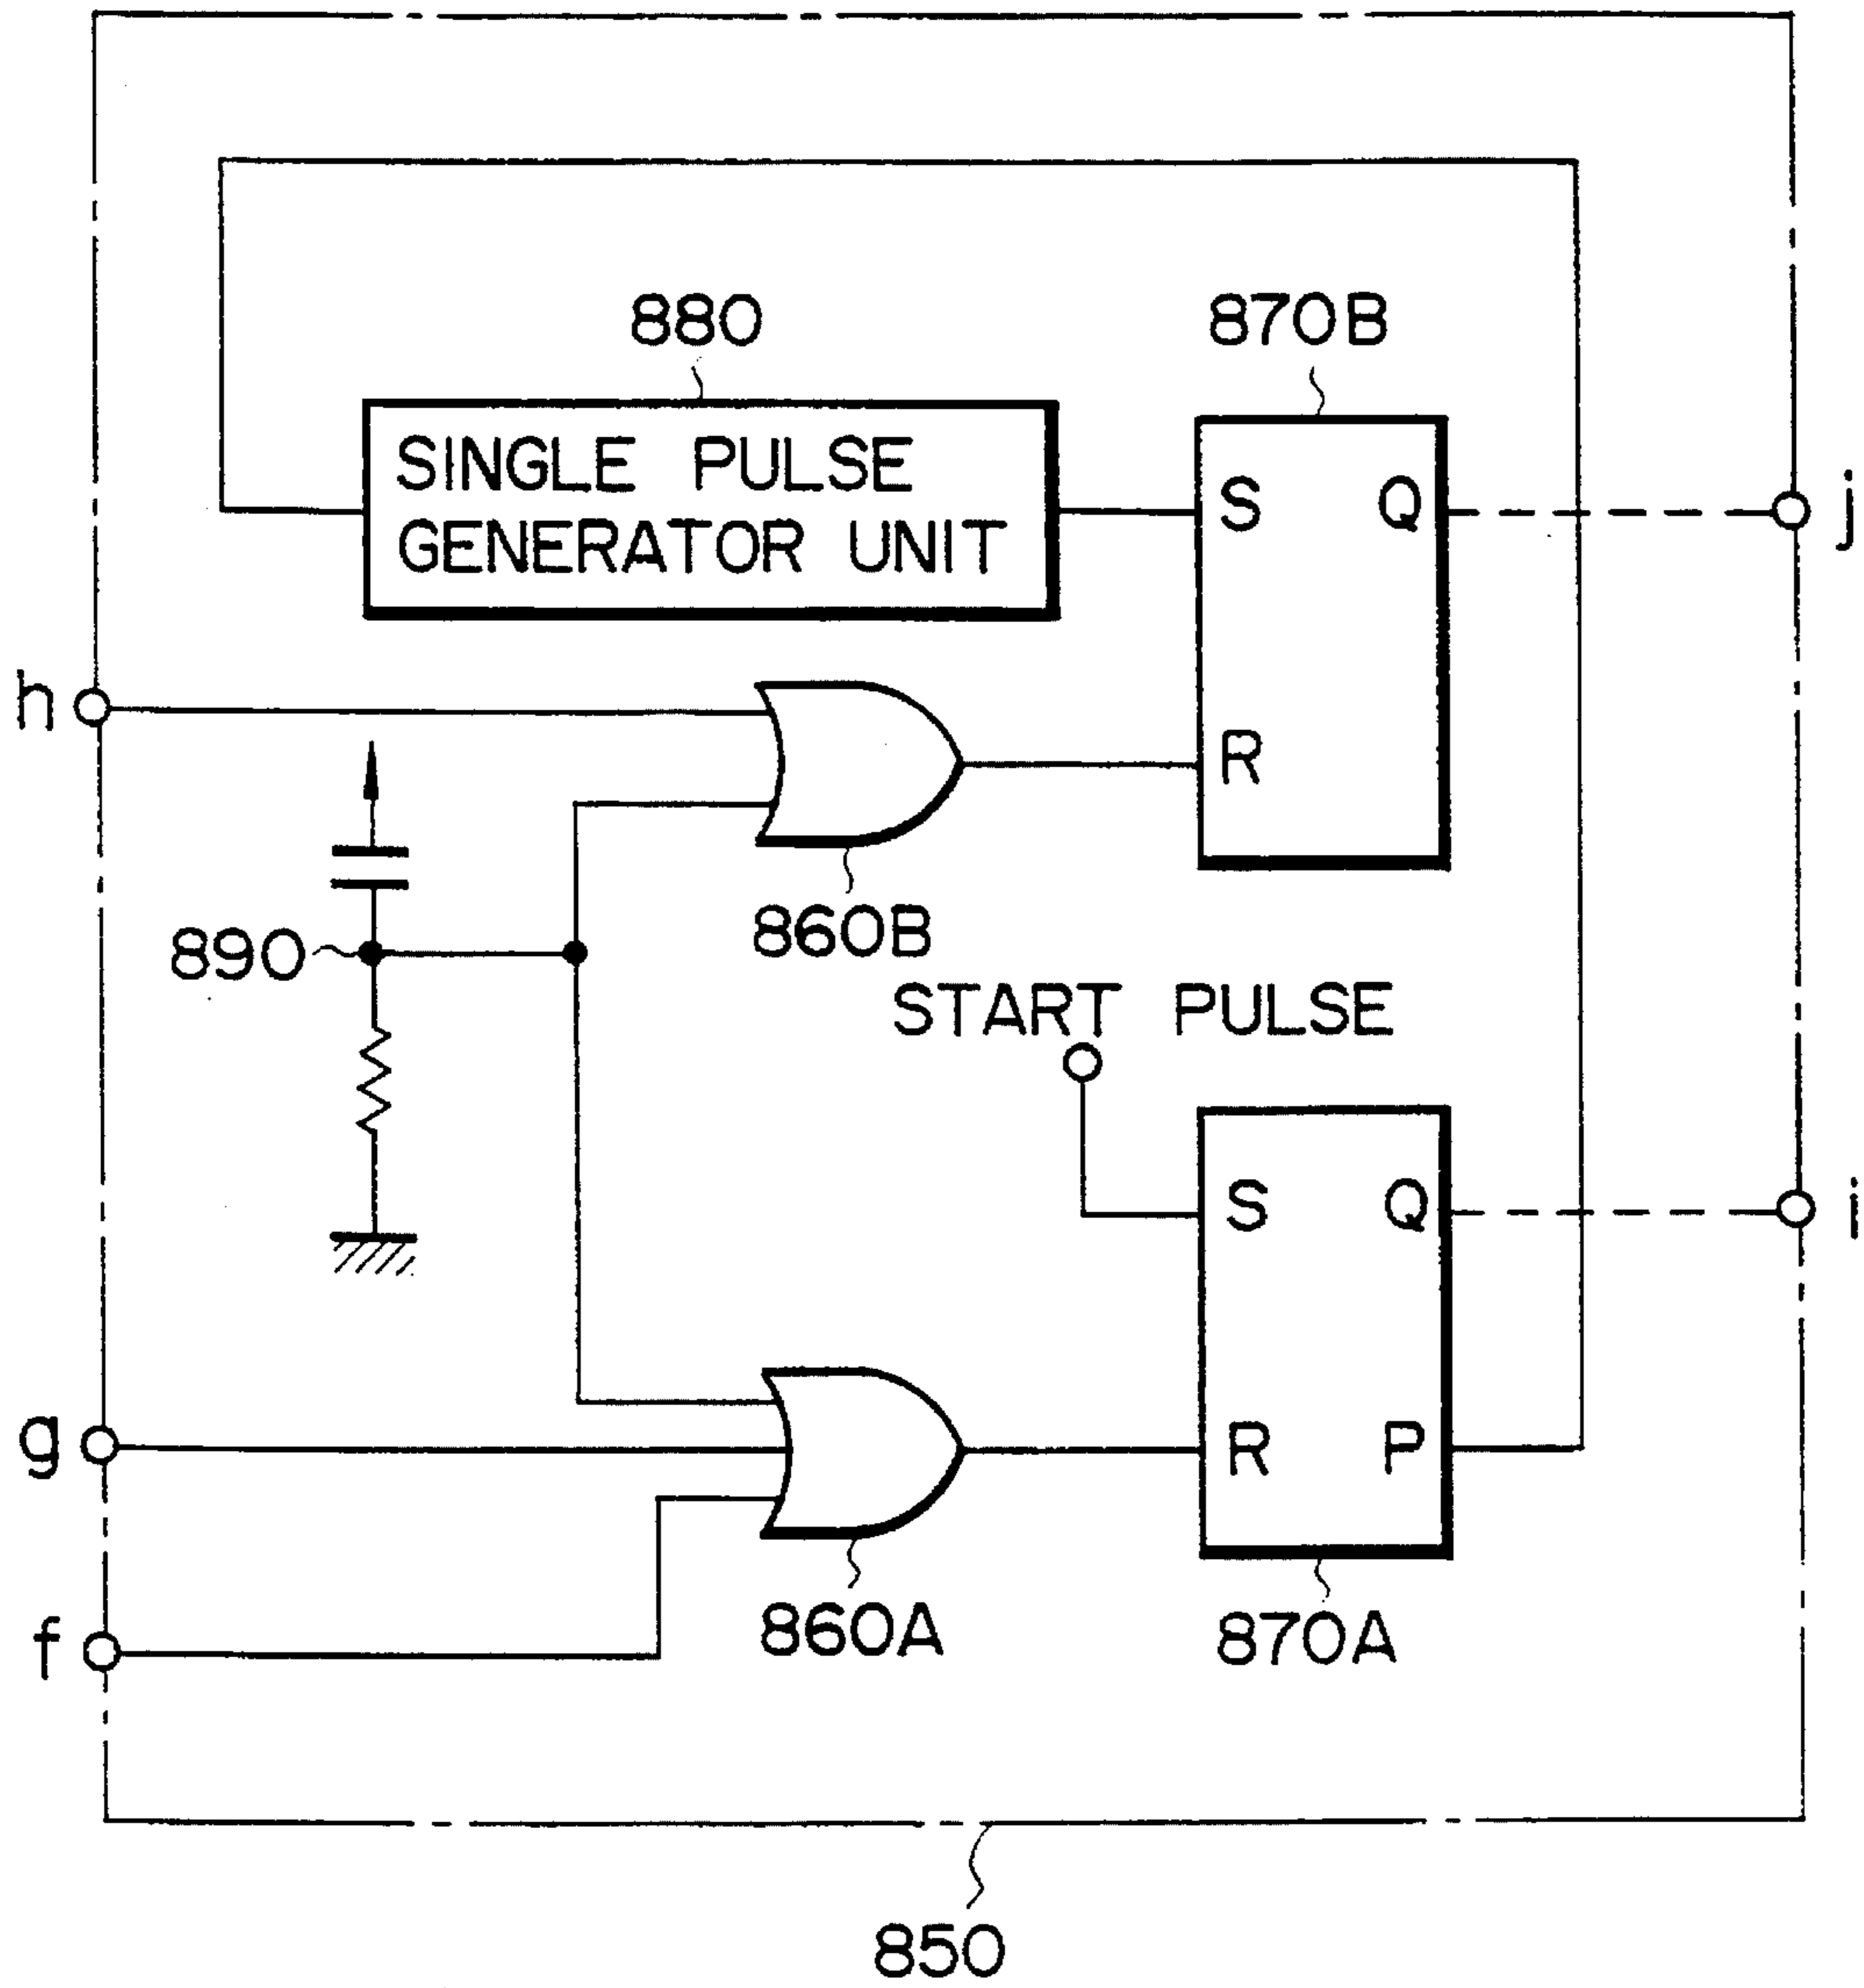 880
870B
SINGLE PULSE
GENERATOR UNIT
S
Q
j
h
R
860B
890
START PULSE
S
Q
i
g
R
P
f
860A
870A
850